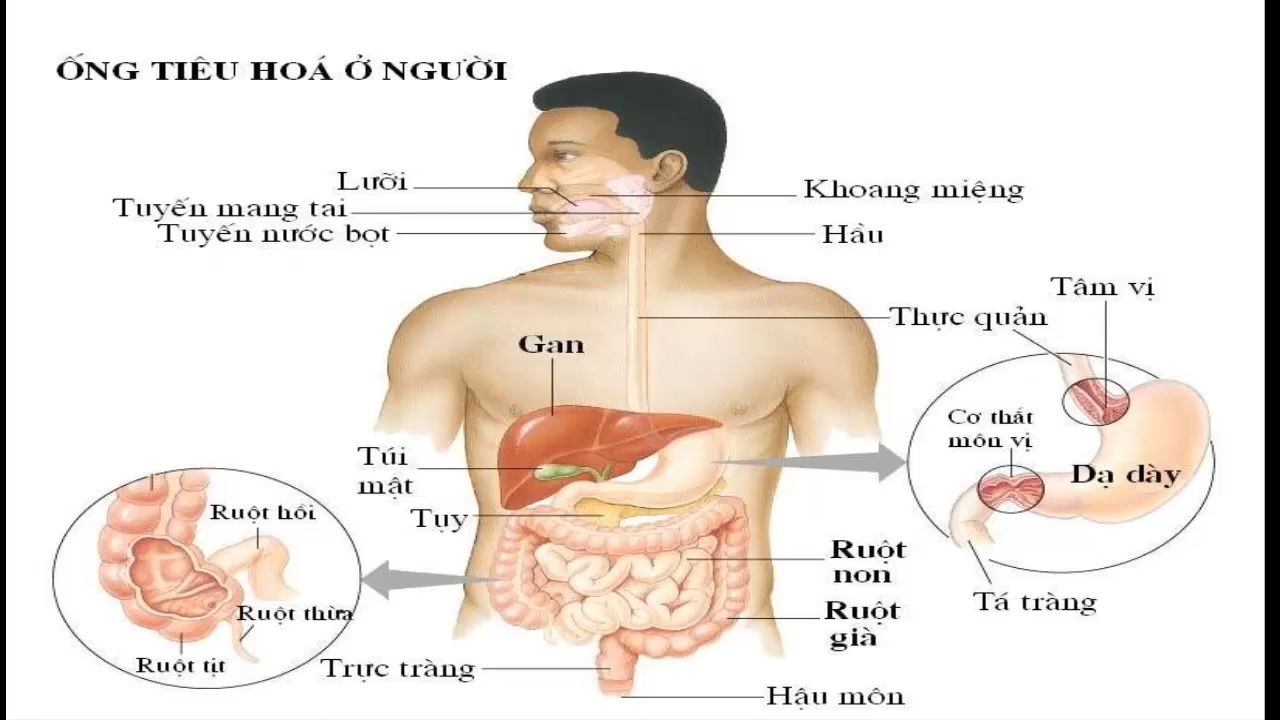 ỐNG TIÊU HOÁ Ở NGƯỜI
Lưỡi
Tuyến mang tai
Tuyến nước bọt
Khoang miệng
Hầu
Tâm vị
Thực quản
Gan
Cơ thắt
môn vị
Dạ dày
Túi
mật
Tụy
Ruột hồi
Ruột non
Ruột thừa
Tá tràng
Ruột
già
Ruột tịt
Trực tràng
Hậu môn